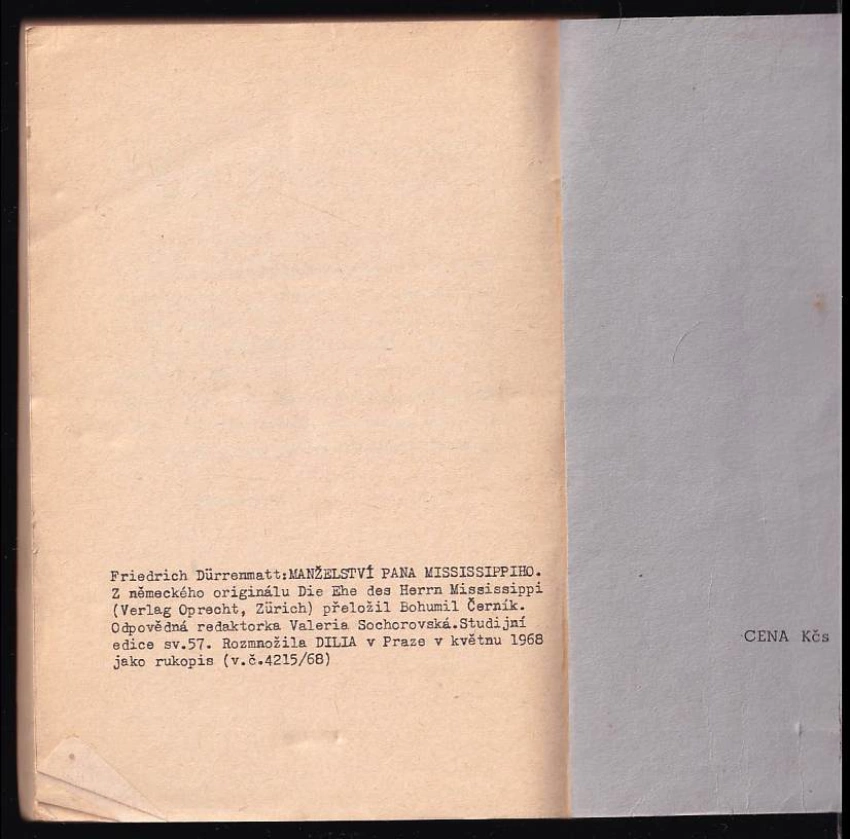 Friedrich Dürrenmatt:MANŽELSTVÍ PANA MISSISSIPPIHO.
Z německého originálu Die Ehe des Herrn Mississippi
(Verlag Oprecht, Zürich) přeložil Bohumil Černík.
Odpovědná redaktorka Valeria Sochorovská.Studijní
edice sv.57. Rozmnožila DILIA v Praze v květnu 1968
jako rukopis (v.č.4215/68)
CENA Kčs